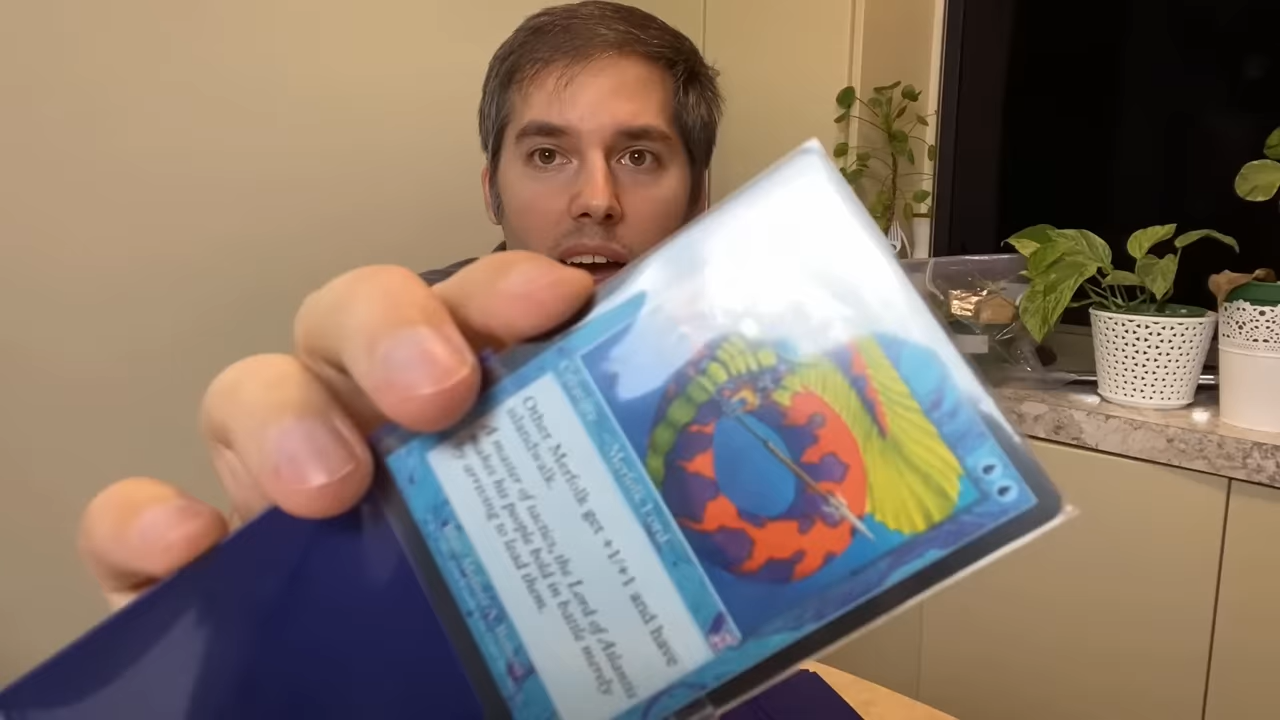 Merfolk Lord
Other Merfolk get +1/+1 and have
islandwalk.
A master of tactics, the Lord of Atlantis
makes his people bold in battle merely
by arriving to lead them.